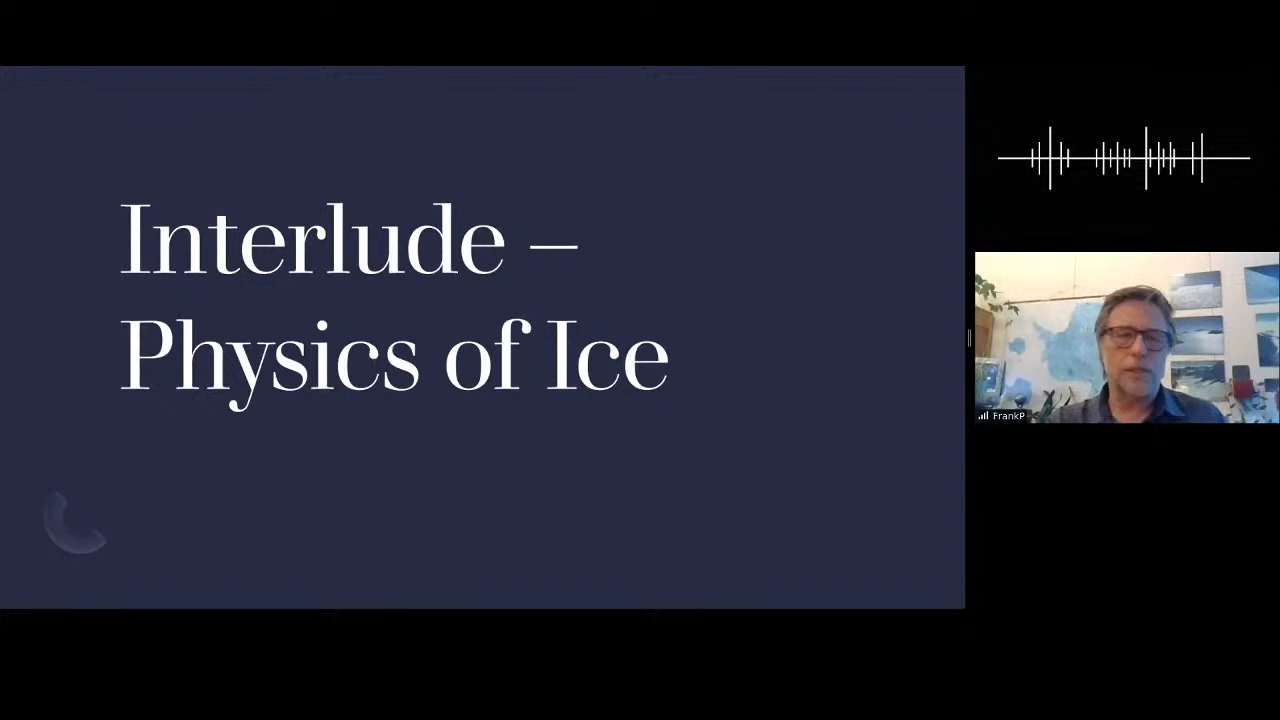 Interlude –
Physics of Ice
FrankP